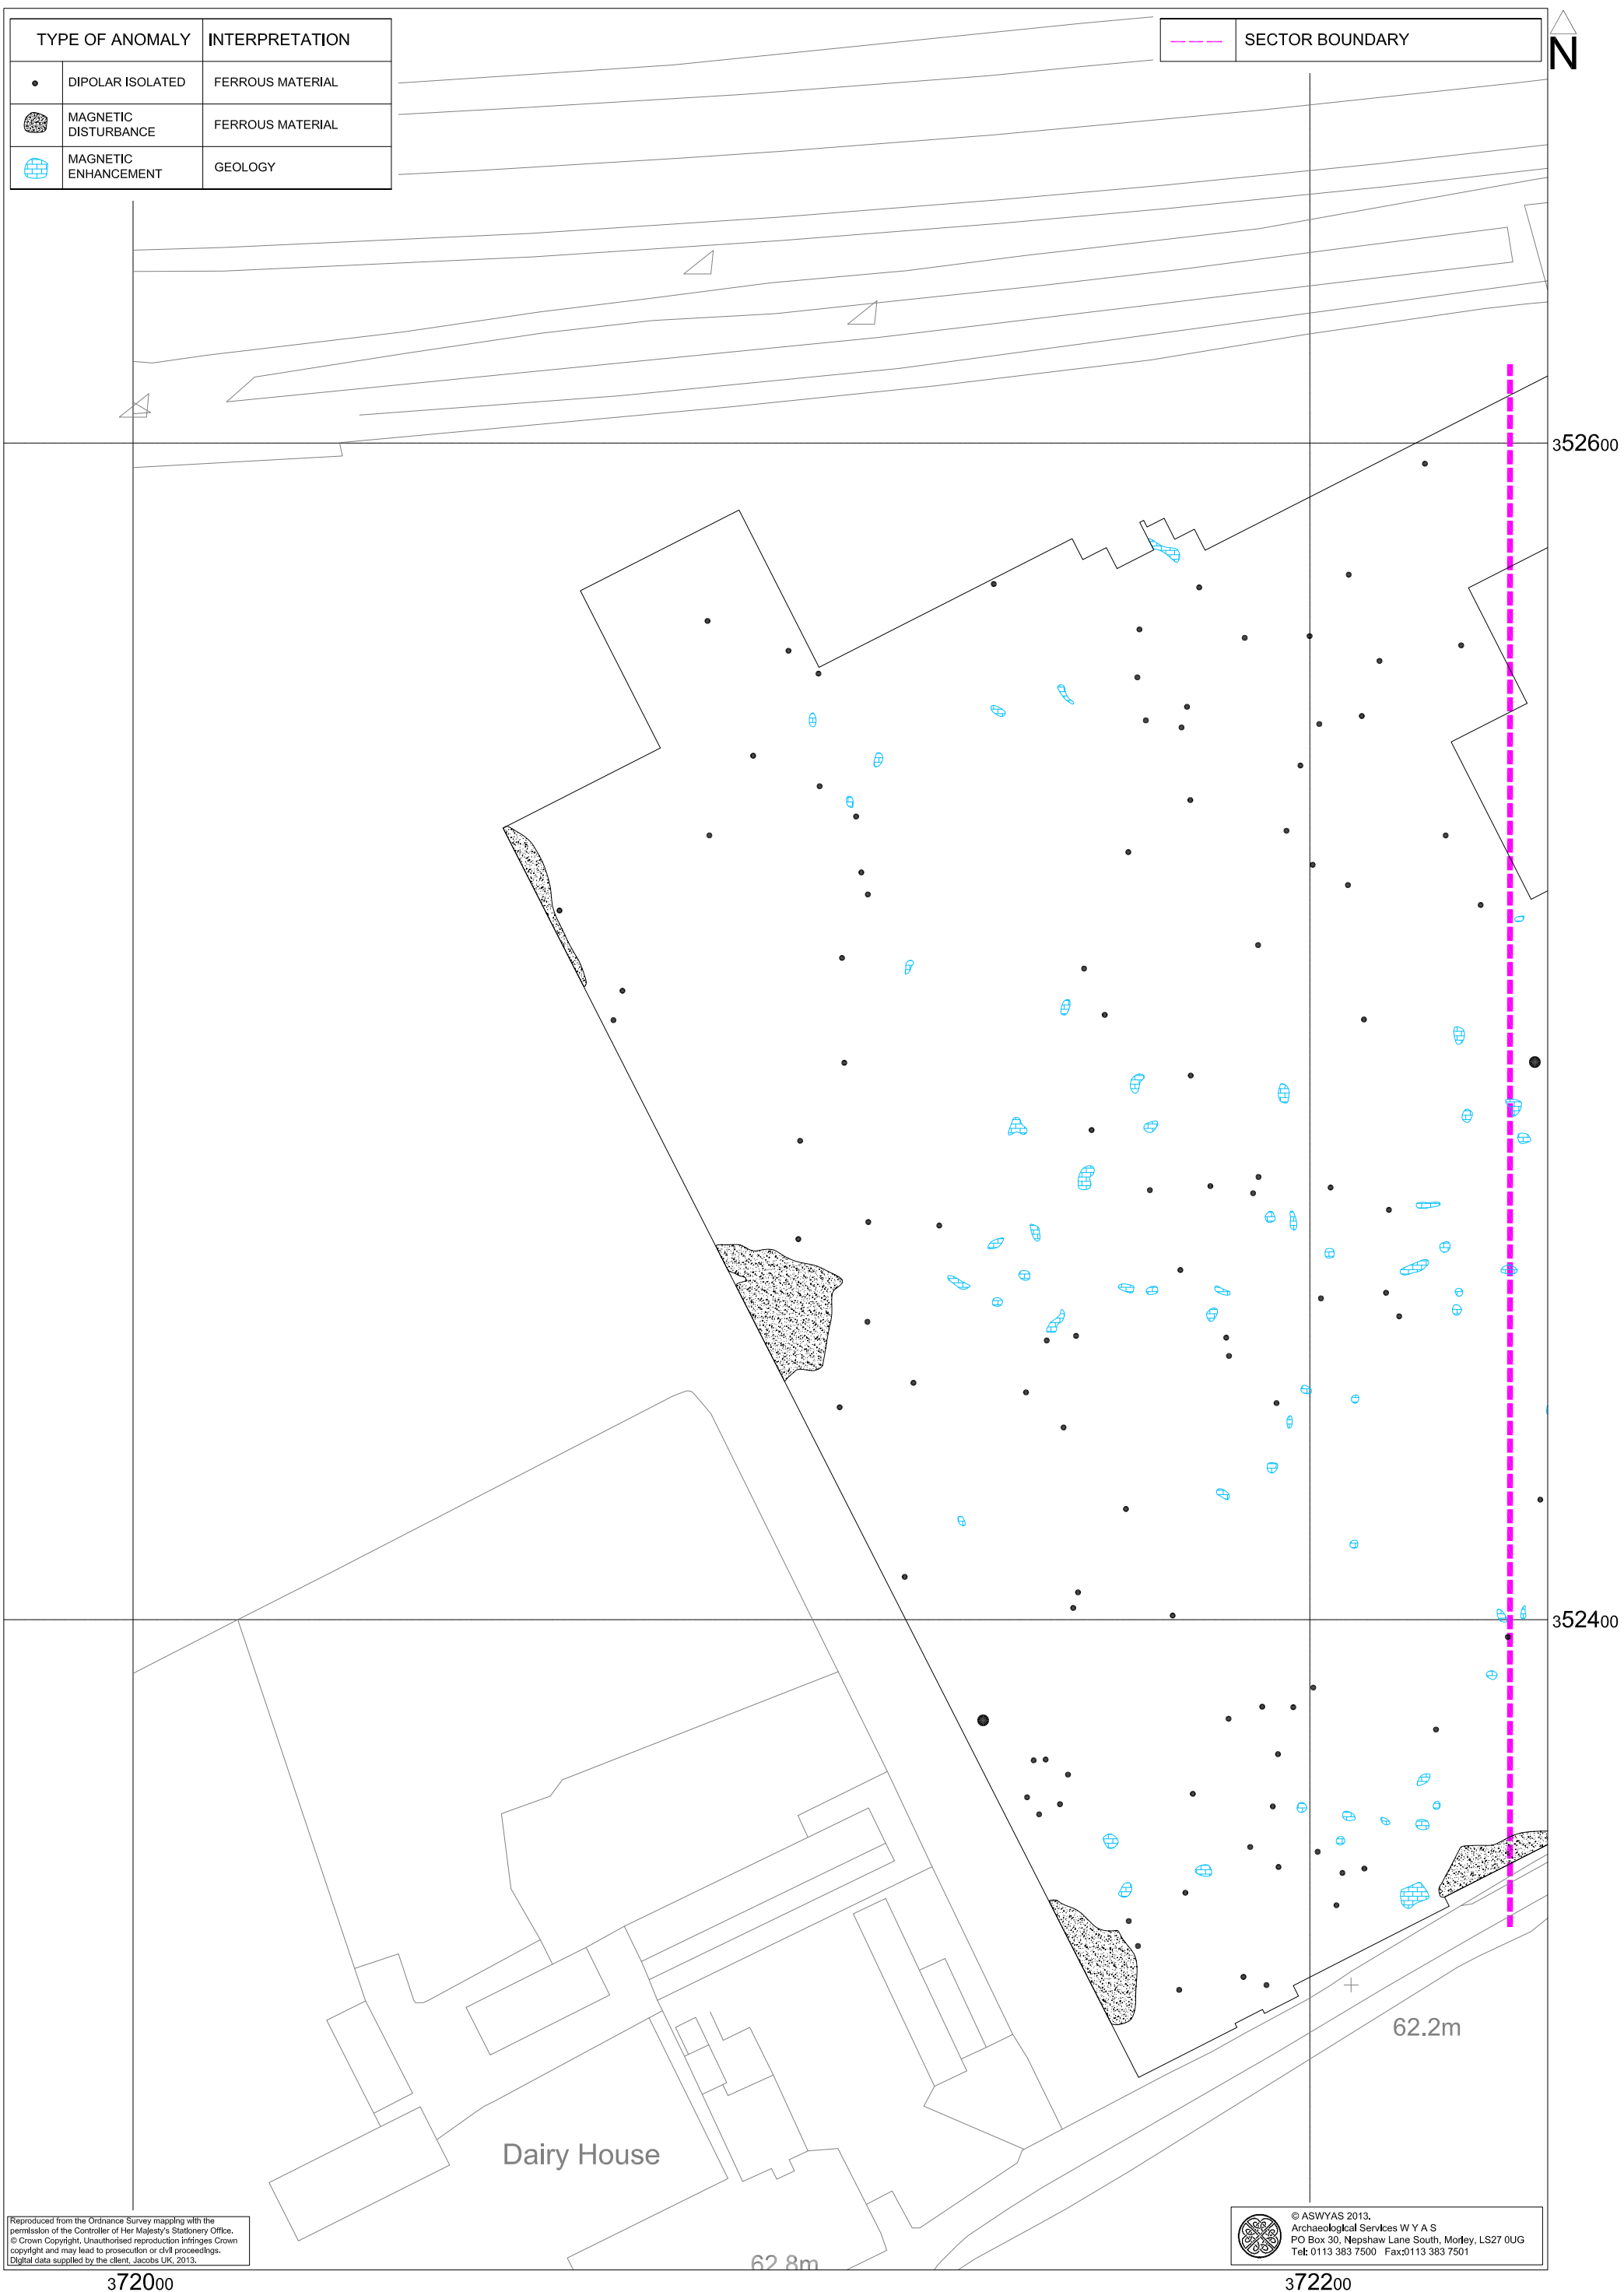 TYPE OF ANOMALY INTERPRETATION
DIPOLAR ISOLATED FERROUS MATERIAL
MAGNETIC
DISTURBANCE
FERROUS MATERIAL
MAGNETIC
ENHANCEMENT
GEOLOGY
SECTOR BOUNDARY
N
352600
352400
62.2m
Dairy House
62.8m
Reproduced from the Ordnance Survey mapping with the
permission of the Controller of Her Majesty's Stationery Office.
© Crown Copyright. Unauthorised reproduction infringes Crown
copyright and may lead to prosecution or civil proceedings.
Digital data supplied by the client, Jacobs UK, 2013.
© ASWYAS 2013.
Archaeological Services W Y A S
PO Box 30, Nepshaw Lane South, Morley, LS27 0UG
Tel: 0113 383 7500 Fax:0113 383 7501
372000
372200